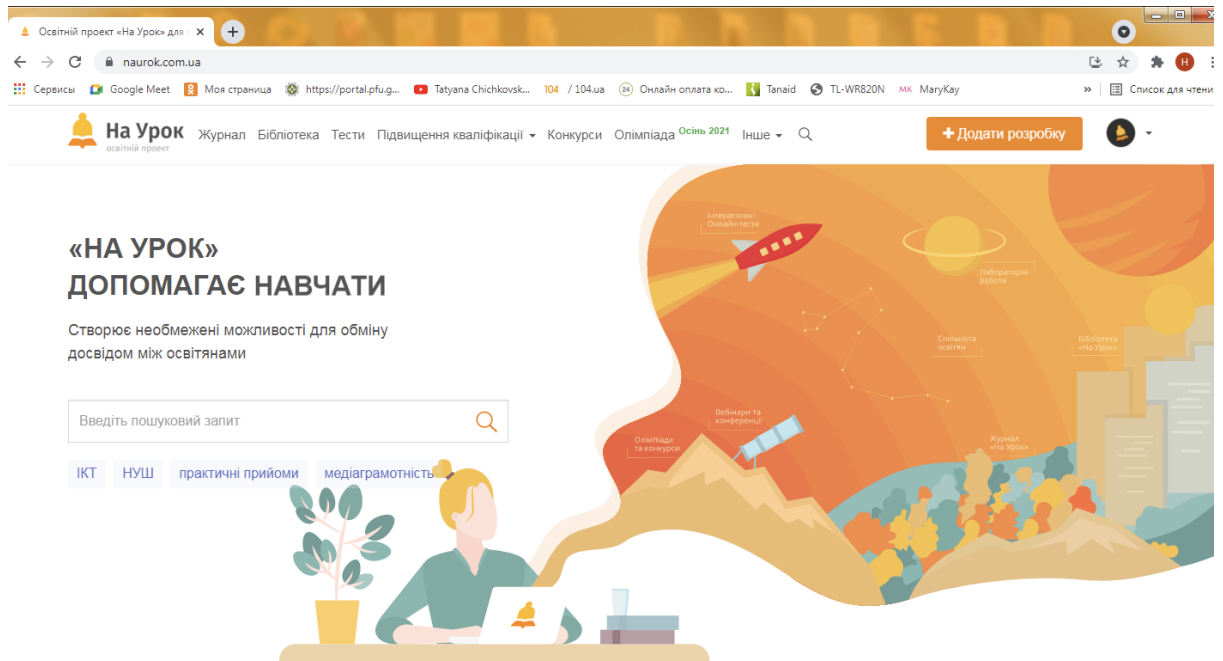 Освітній проект «На Урок» для
naurok.com.ua
Сервисы Google Meet Моя страница https://portal.pfu.g... Tatyana Chichkovsk... 104 / 104.ua Онлайн оплата ко... Tanaid TL-WR820N MK MaryKay » Список для чтени
На Урок
освітній проект
Журнал Бібліотека Тести Підвищення кваліфікації Конкурси Олімпіада Осінь 2021 Інше
+ Додати розробку
«НА УРОК»
ДОПОМАГАЄ НАВЧАТИ
Створює необмежені можливості для обміну
досвідом між освітянами
Введіть пошуковий запит
ІКТ НУШ практичні прийоми медіаграмотність
Інтерактивні
Онлайн тести
Лабораторні
роботи
Спільнота
освітян
Бібліотека
«На Урок»
Вебінари та
конференції
Олімпіади
та конкурси
Журнал
«На Урок»